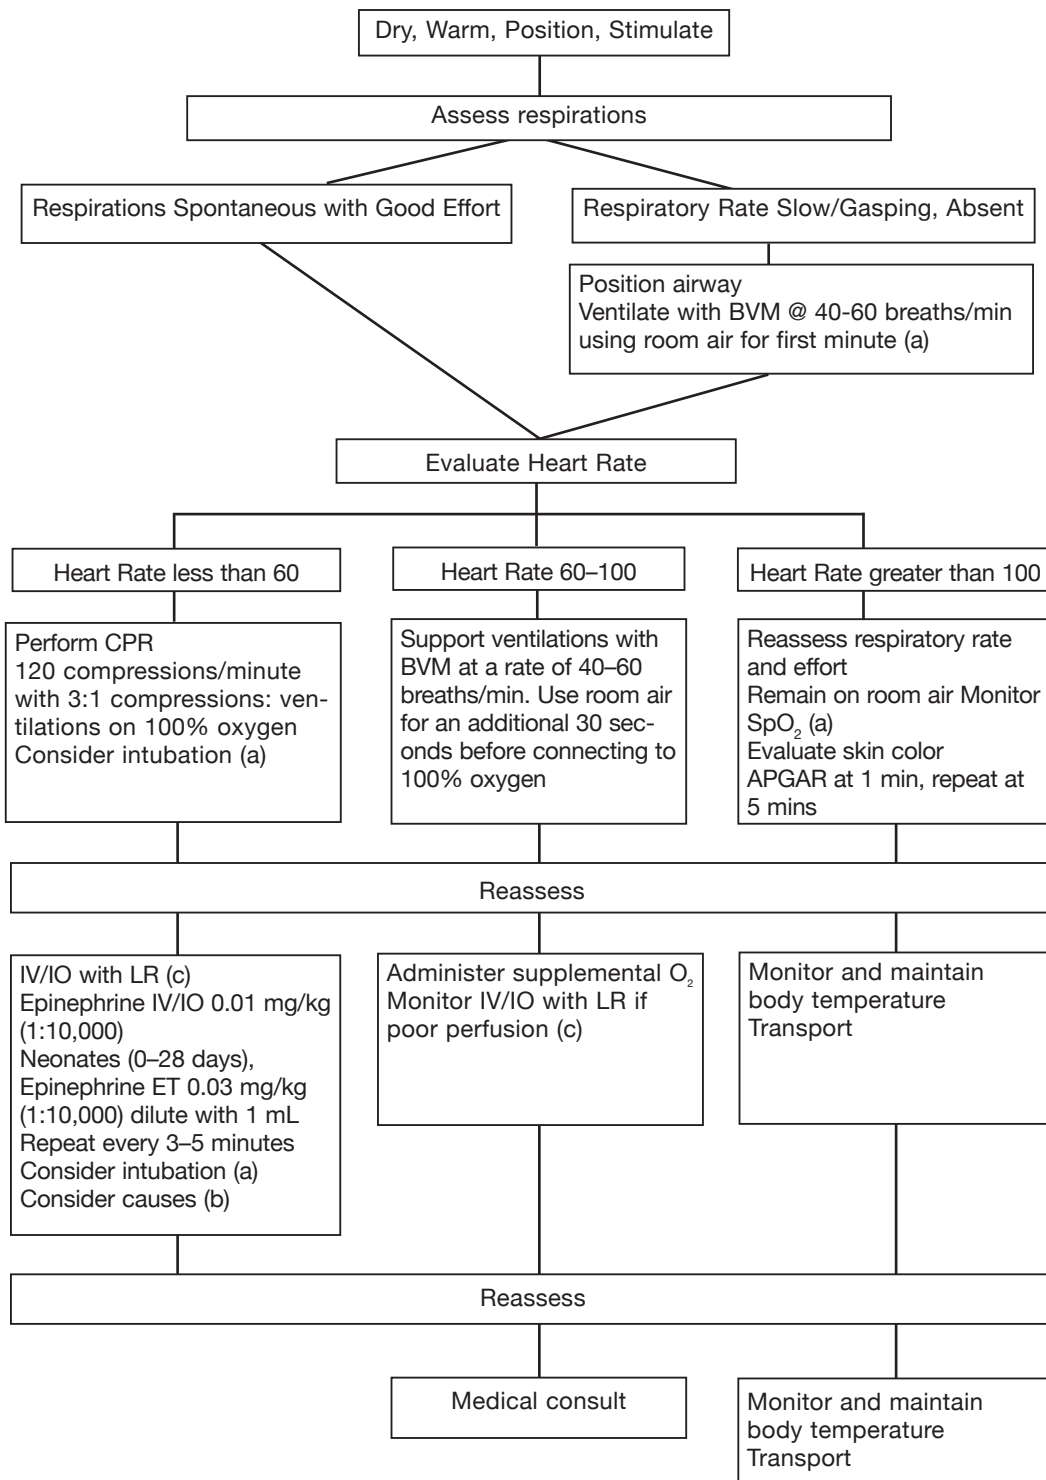 Dry, Warm, Position, Stimulate
Assess respirations
Respirations Spontaneous with Good Effort
Respiratory Rate Slow/Gasping, Absent
Position airway
Ventilate with BVM @ 40-60 breaths/min
using room air for first minute (a)
Evaluate Heart Rate
Heart Rate less than 60
Heart Rate 60–100
Heart Rate greater than 100
Perform CPR
120 compressions/minute
with 3:1 compressions: ven-
tilations on 100% oxygen
Consider intubation (a)
Support ventilations with
BVM at a rate of 40–60
breaths/min. Use room air
for an additional 30 sec-
onds before connecting to
100% oxygen
Reassess respiratory rate
and effort
Remain on room air Monitor
SpO₂ (a)
Evaluate skin color
APGAR at 1 min, repeat at
5 mins
Reassess
IV/IO with LR (c)
Epinephrine IV/IO 0.01 mg/kg
(1:10,000)
Neonates (0–28 days),
Epinephrine ET 0.03 mg/kg
(1:10,000) dilute with 1 mL
Repeat every 3–5 minutes
Consider intubation (a)
Consider causes (b)
Administer supplemental O₂
Monitor IV/IO with LR if
poor perfusion (c)
Monitor and maintain
body temperature
Transport
Reassess
Medical consult
Monitor and maintain
body temperature
Transport